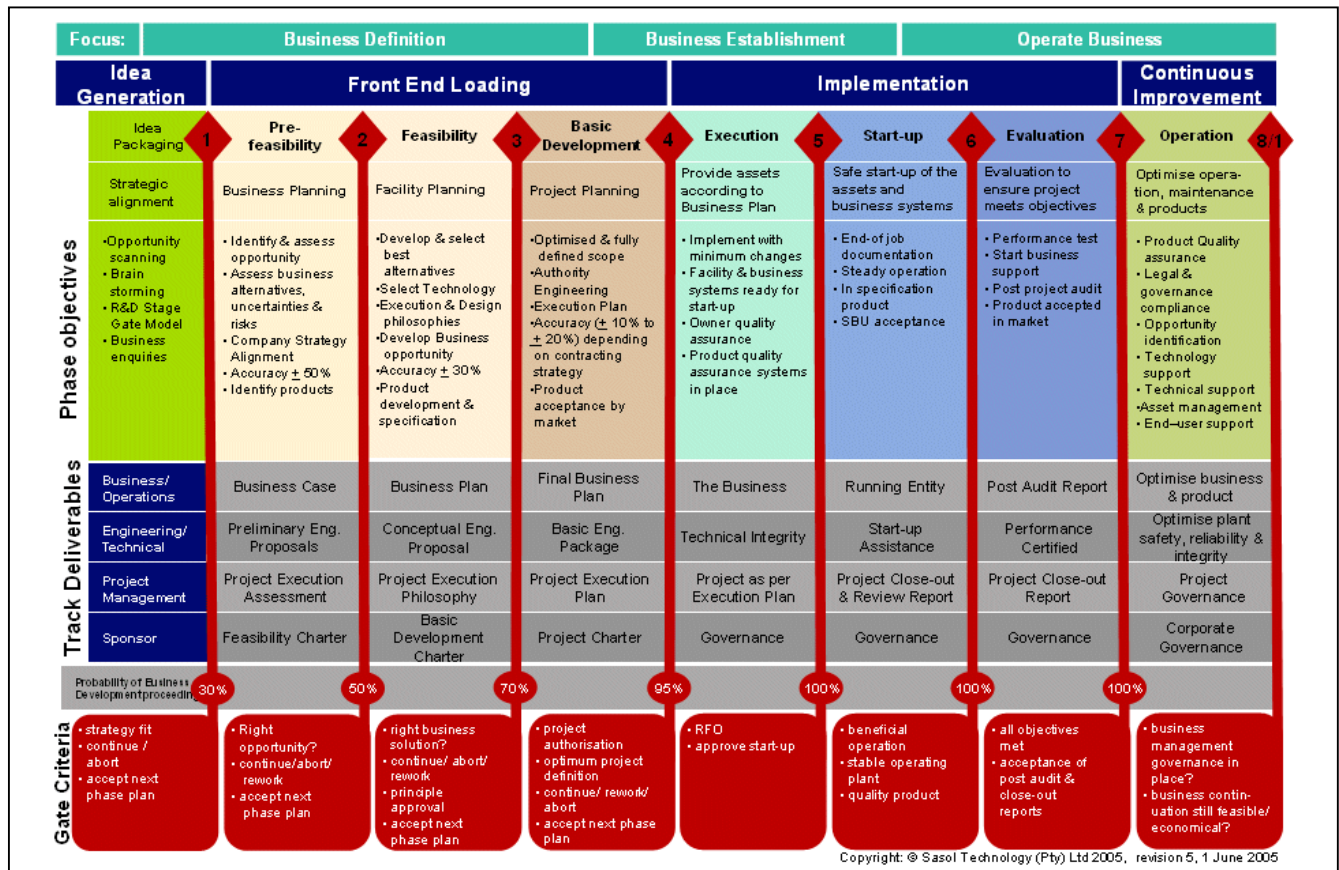 Focus:
Business Definition
Business Establishment
Operate Business
Idea
Generation
Front End Loading
Implementation
Continuous
Improvement
Idea
Packaging
1
Pre-
feasibility
2
Feasibility
3
Basic
Development
4
Execution
5
Start-up
6
Evaluation
7
Operation
8/1
Phase objectives
Strategic
alignment
Business Planning
Facility Planning
Project Planning
Provide assets
according to
Business Plan
Safe start-up of the
assets and
business systems
Evaluation to
ensure project
meets objectives
Optimise opera-
tion, maintenance
& products
•Opportunity
scanning
• Brain
storming
• R&D Stage
Gate Model
• Business
enquiries
• Identify & assess
opportunity
• Assess business
alternatives,
uncertainties &
risks
• Company Strategy
Alignment
• Accuracy ± 50%
• Identify products
•Develop & select
best
alternatives
•Select Technology
•Execution & Design
philosophies
•Develop Business
opportunity
•Accuracy ± 30%
•Product
development &
specification
•Optimised & fully
defined scope
•Authority
Engineering
•Execution Plan
•Accuracy (± 10% to
± 20%) depending
on contracting
strategy
•Product
acceptance by
market
• Implement with
minimum changes
• Facility & business
systems ready for
start-up
• Owner quality
assurance
• Product quality
assurance systems
in place
• End-of job
documentation
• Steady operation
• In specification
product
• SBU acceptance
• Performance test
• Start business
support
• Post project audit
• Product accepted
in market
• Product Quality
assurance
• Legal &
governance
compliance
• Opportunity
identification
• Technology
support
• Technical support
•Asset management
• End–user support
Track Deliverables
Business/
Operations
Business Case
Business Plan
Final Business
Plan
The Business
Running Entity
Post Audit Report
Optimise business
& product
Engineering/
Technical
Preliminary Eng.
Proposals
Conceptual Eng.
Proposal
Basic Eng.
Package
Technical Integrity
Start-up
Assistance
Performance
Certified
Optimise plant
safety, reliability &
integrity
Project
Management
Project Execution
Assessment
Project Execution
Philosophy
Project Execution
Plan
Project as per
Execution Plan
Project Close-out
& Review Report
Project Close-out
Report
Project
Governance
Sponsor
Feasibility Charter
Basic
Development
Charter
Project Charter
Governance
Governance
Governance
Corporate
Governance
Probability of Business
Development proceeding
30%
50%
70%
95%
100%
100%
100%
Gate Criteria
• strategy fit
• continue /
abort
• accept next
phase plan
• Right
opportunity?
• continue/abort/
rework
• accept next
phase plan
• right business
solution?
• continue/ abort/
rework
• principle
approval
• accept next
phase plan
• project
authorisation
• optimum project
definition
• continue/ rework/
abort
• accept next phase
plan
• RFO
• approve start-up
• beneficial
operation
• stable operating
plant
• quality product
• all objectives
met
• acceptance of
post audit &
close-out
reports
• business
management
governance in
place?
• business contin-
uation still feasible/
economical?
Copyright: © Sasol Technology (Pty) Ltd 2005, revision 5, 1 June 2005